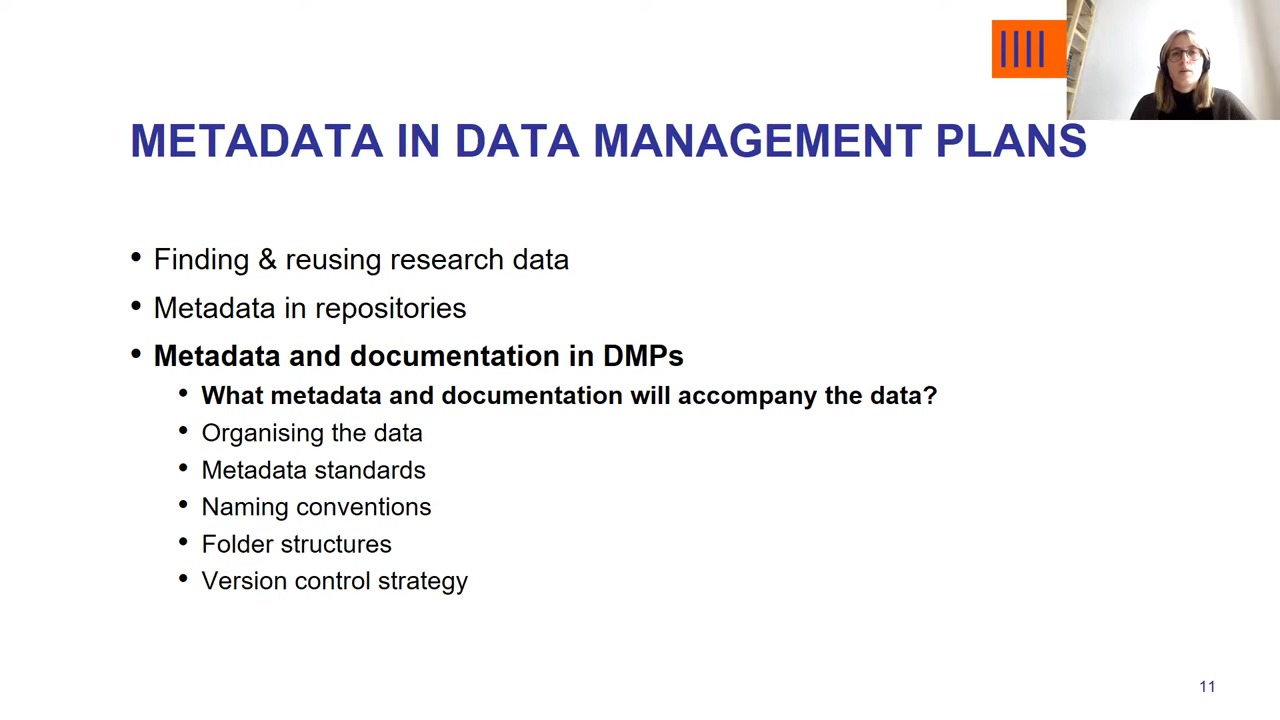 METADATA IN DATA MANAGEMENT PLANS
• Finding & reusing research data
• Metadata in repositories
• Metadata and documentation in DMPs
• What metadata and documentation will accompany the data?
• Organising the data
• Metadata standards
• Naming conventions
• Folder structures
• Version control strategy
11